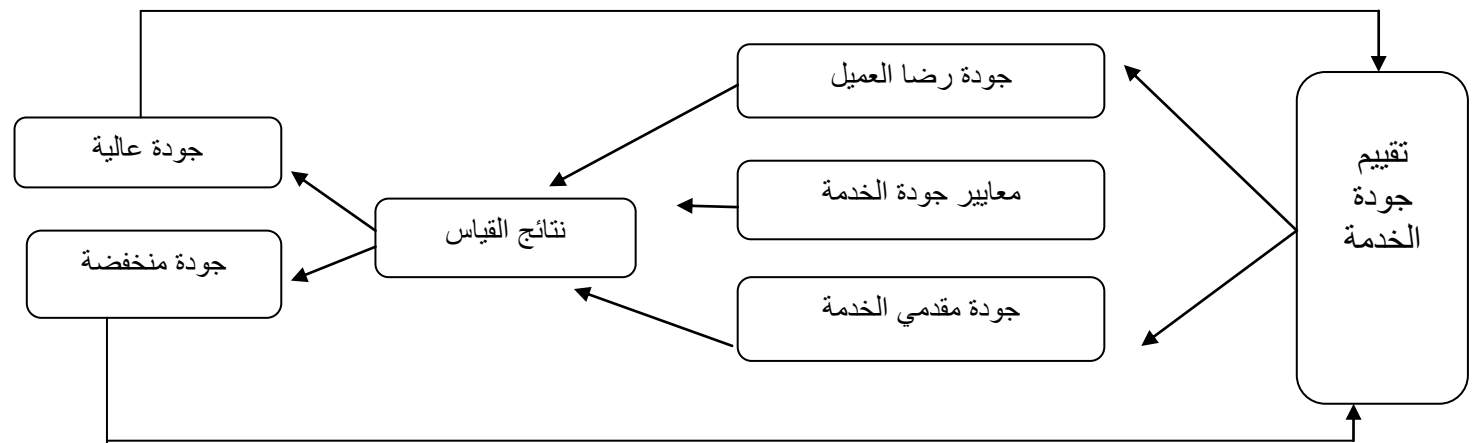 تقييم
جودة
الخدمة
جودة رضا العميل
معايير جودة الخدمة
جودة مقدمي الخدمة
نتائج القياس
جودة عالية
جودة منخفضة